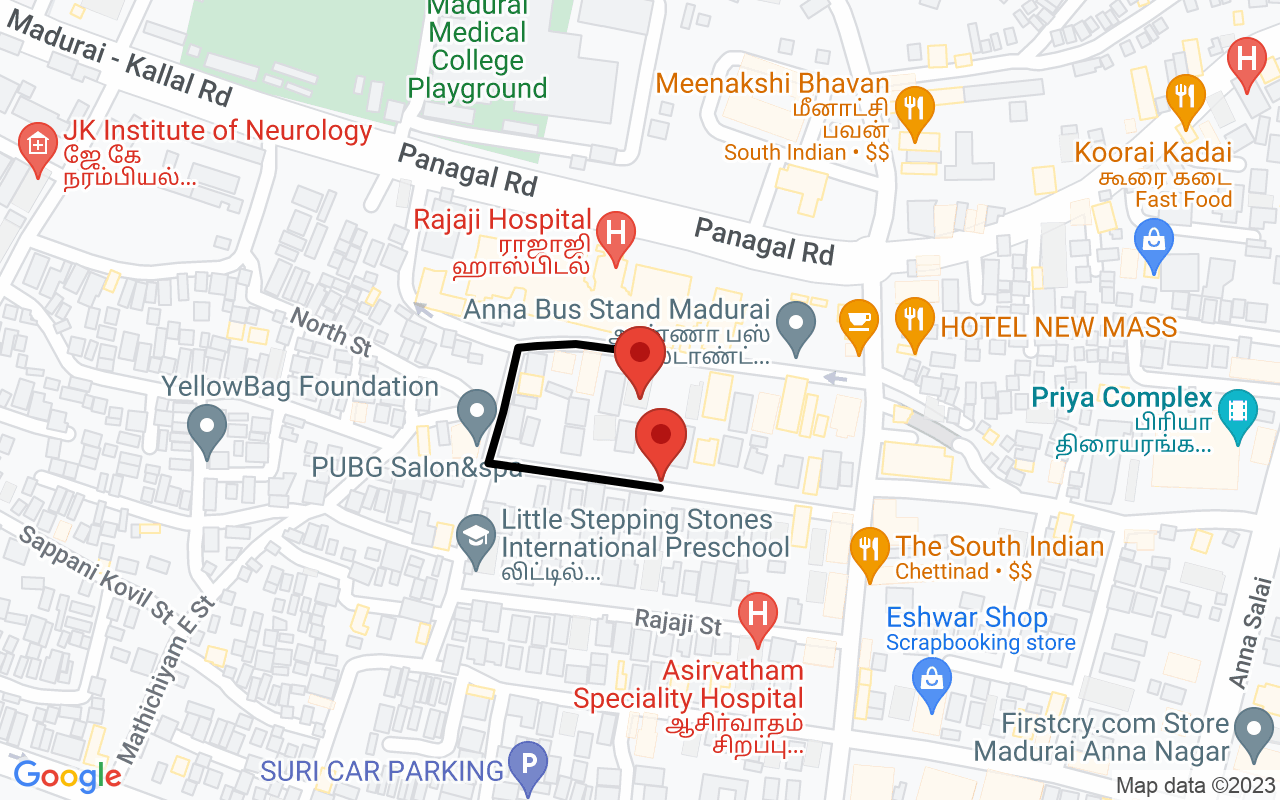 Madurai
Medical
College
Playground
Madurai - Kallal Rd
Meenakshi Bhavan
மீனாட்சி
பவன்
South Indian • $$
JK Institute of Neurology
ஜே கே
நரம்பியல்...
Panagal Rd
Koorai Kadai
கூரை கடை
Fast Food
Rajaji Hospital
ராஜாஜி
ஹாஸ்பிடல்
Panagal Rd
Anna Bus Stand Madurai
பஸ்
HOTEL NEW MASS
North St
YellowBag Foundation
Priya Complex
பிரியா
திரையரங்க...
PUBG Salon&spa
Little Stepping Stones
International Preschool
லிட்டில்...
The South Indian
Chettinad • $$
Sappani Kovil St
Mathichiyam E St
Rajaji St
Eshwar Shop
Scrapbooking store
Anna Salai
Asirvatham
Speciality Hospital
ஆசிர்வாதம்
சிறப்பு...
Firstcry.com Store
Madurai Anna Nagar
SURI CAR PARKING
P
Google
Map data ©2023